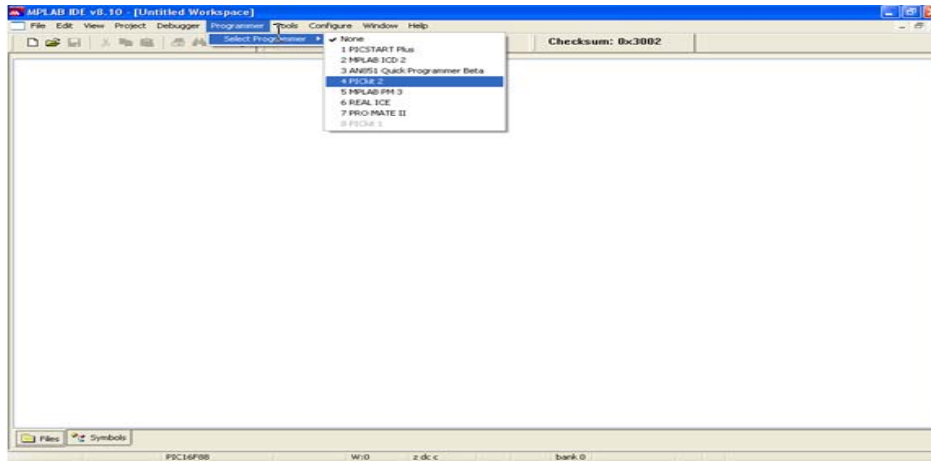 MPLAB IDE v8.10 - [Untitled Workspace]
File Edit View Project Debugger Programmer Tools Configure Window Help
Select Programmer
None
Checksum: 0x3002
1 PICSTART Plus
2 MPLAB ICD 2
3 AN851 Quick Programmer Beta
4 PICkit 2
5 MPLAB PM 3
6 REAL ICE
7 PRO MATE II
8 PICkit 1
Files Symbols
PIC16F88 W:0 z dc c bank 0